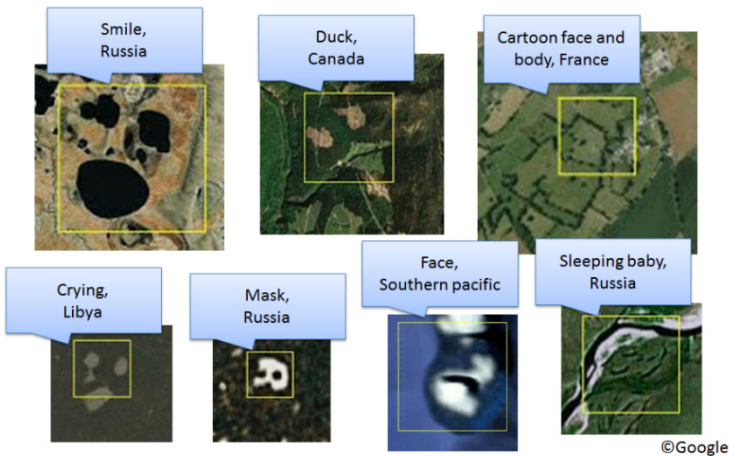 Smile,
Russia
Duck,
Canada
Cartoon face and
body, France
Crying,
Libya
Mask,
Russia
Face,
Southern pacific
Sleeping baby,
Russia
©Google